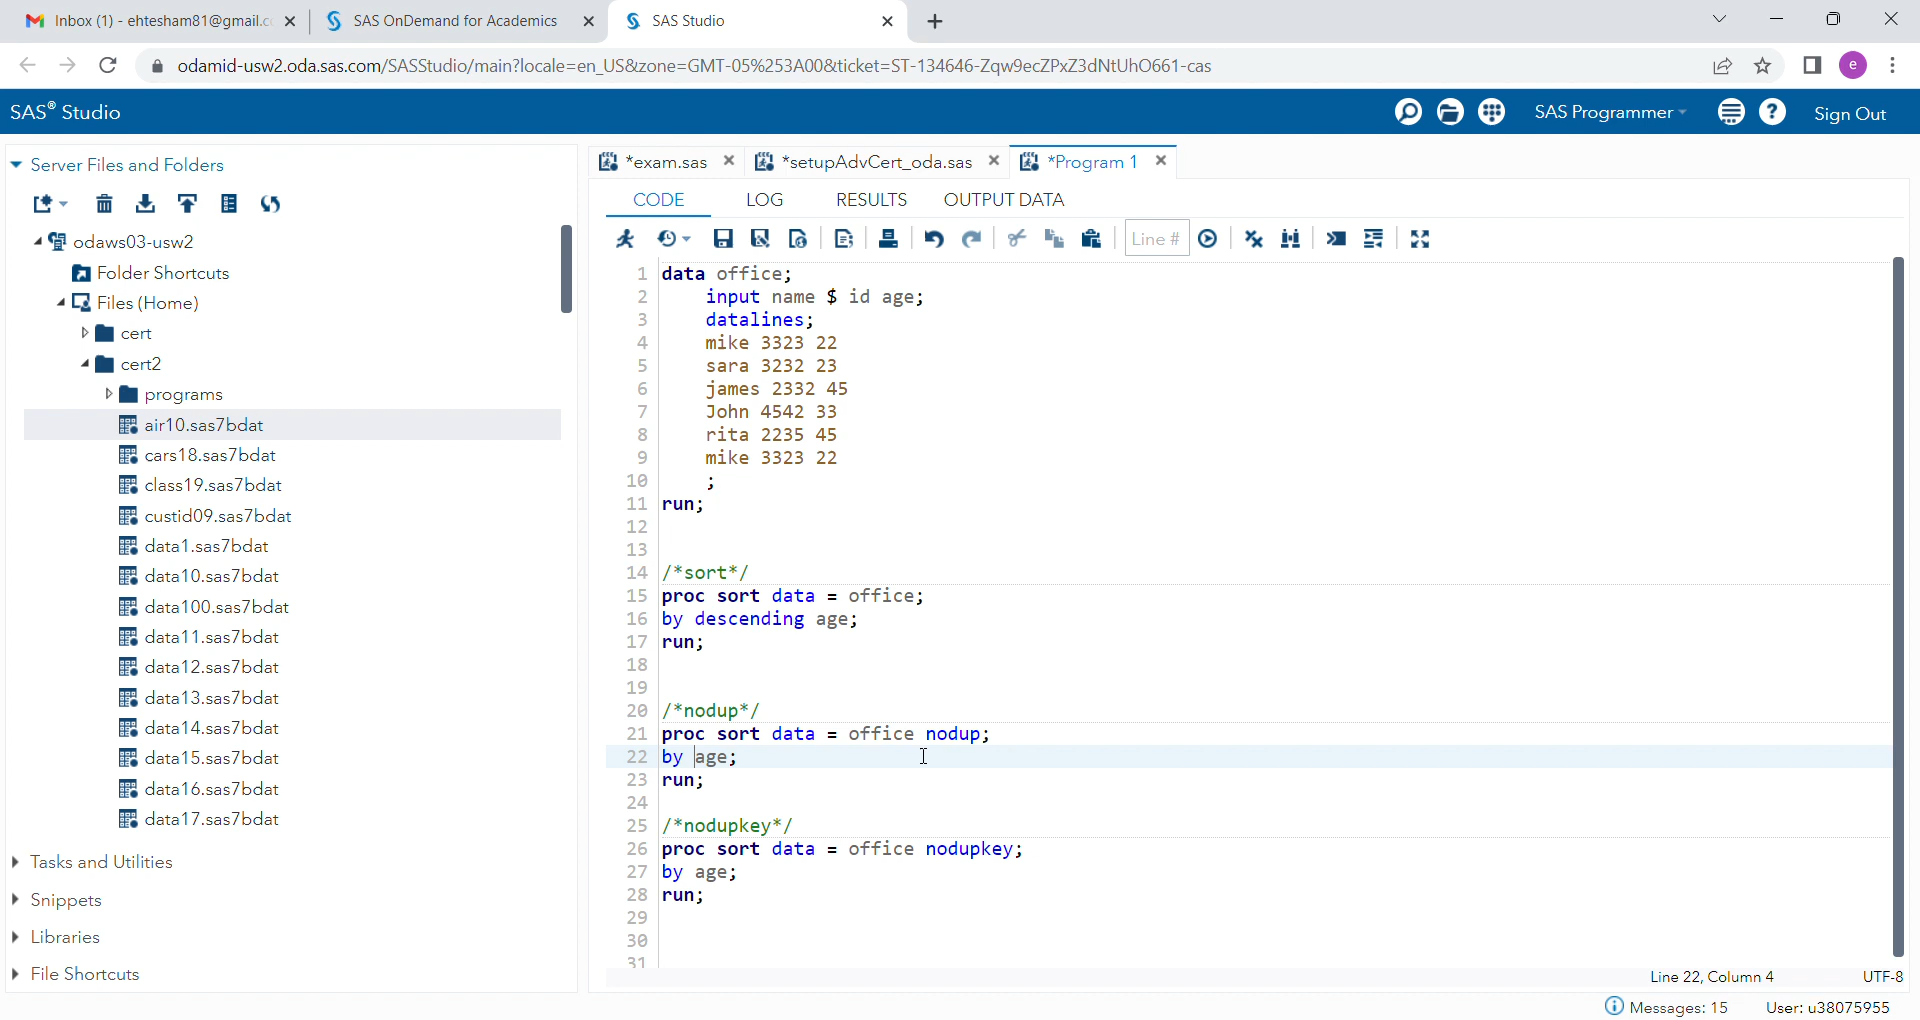 Inbox (1) - ehtesham81@gmail.c
SAS OnDemand for Academics
SAS Studio
odamid-usw2.oda.sas.com/SASStudio/main?locale=en_US&zone=GMT-05%253A00&ticket=ST-134646-Zqw9ecZPxZ3dNtUhO661-cas
e
SAS® Studio
SAS Programmer
?
Sign Out
Server Files and Folders
odaws03-usw2
Folder Shortcuts
Files (Home)
cert
cert2
programs
air10.sas7bdat
cars18.sas7bdat
class19.sas7bdat
custid09.sas7bdat
data1.sas7bdat
data10.sas7bdat
data100.sas7bdat
data11.sas7bdat
data12.sas7bdat
data13.sas7bdat
data14.sas7bdat
data15.sas7bdat
data16.sas7bdat
data17.sas7bdat
Tasks and Utilities
Snippets
Libraries
File Shortcuts
*exam.sas
*setupAdvCert_oda.sas
*Program 1
CODE LOG RESULTS OUTPUT DATA
Line #
1 data office;
2 input name $ id age;
3 datalines;
4 mike 3323 22
5 sara 3232 23
6 james 2332 45
7 John 4542 33
8 rita 2235 45
9 mike 3323 22
10 ;
11 run;
12
13
14 /*sort*/
15 proc sort data = office;
16 by descending age;
17 run;
18
19
20 /*nodup*/
21 proc sort data = office nodup;
22 by age;
23 run;
24
25 /*nodupkey*/
26 proc sort data = office nodupkey;
27 by age;
28 run;
29
30
31
Line 22, Column 4 UTF-8
Messages: 15 User: u38075955